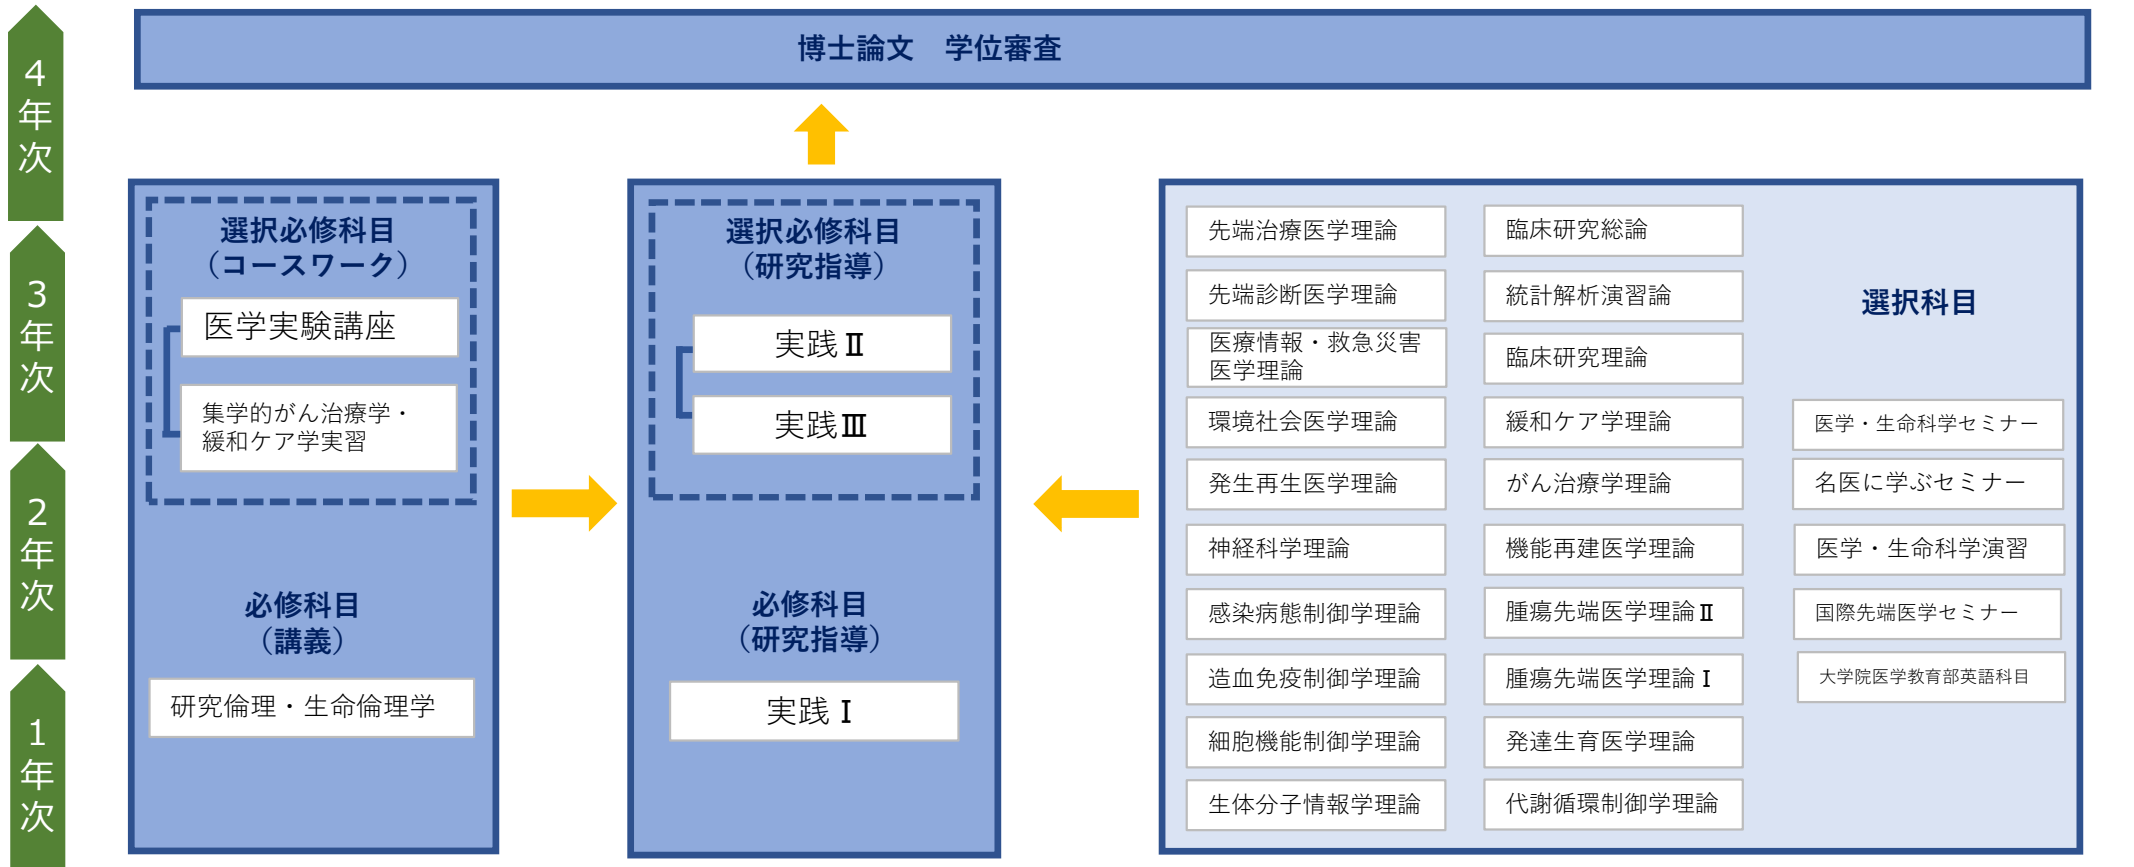 博士論文　学位審査
4年次
3年次
2年次
1年次
選択必修科目
（コースワーク）
医学実験講座
集学的がん治療学・
緩和ケア学実習
必修科目
（講義）
研究倫理・生命倫理学
選択必修科目
（研究指導）
実践Ⅱ
実践Ⅲ
必修科目
（研究指導）
実践Ⅰ
先端治療医学理論
先端診断医学理論
医療情報・救急災害
医学理論
環境社会医学理論
発生再生医学理論
神経科学理論
感染病態制御学理論
造血免疫制御学理論
細胞機能制御学理論
生体分子情報学理論
臨床研究総論
統計解析演習論
臨床研究理論
緩和ケア学理論
がん治療学理論
機能再建医学理論
腫瘍先端医学理論Ⅱ
腫瘍先端医学理論Ⅰ
発達生育医学理論
代謝循環制御学理論
選択科目
医学・生命科学セミナー
名医に学ぶセミナー
医学・生命科学演習
国際先端医学セミナー
大学院医学教育部英語科目